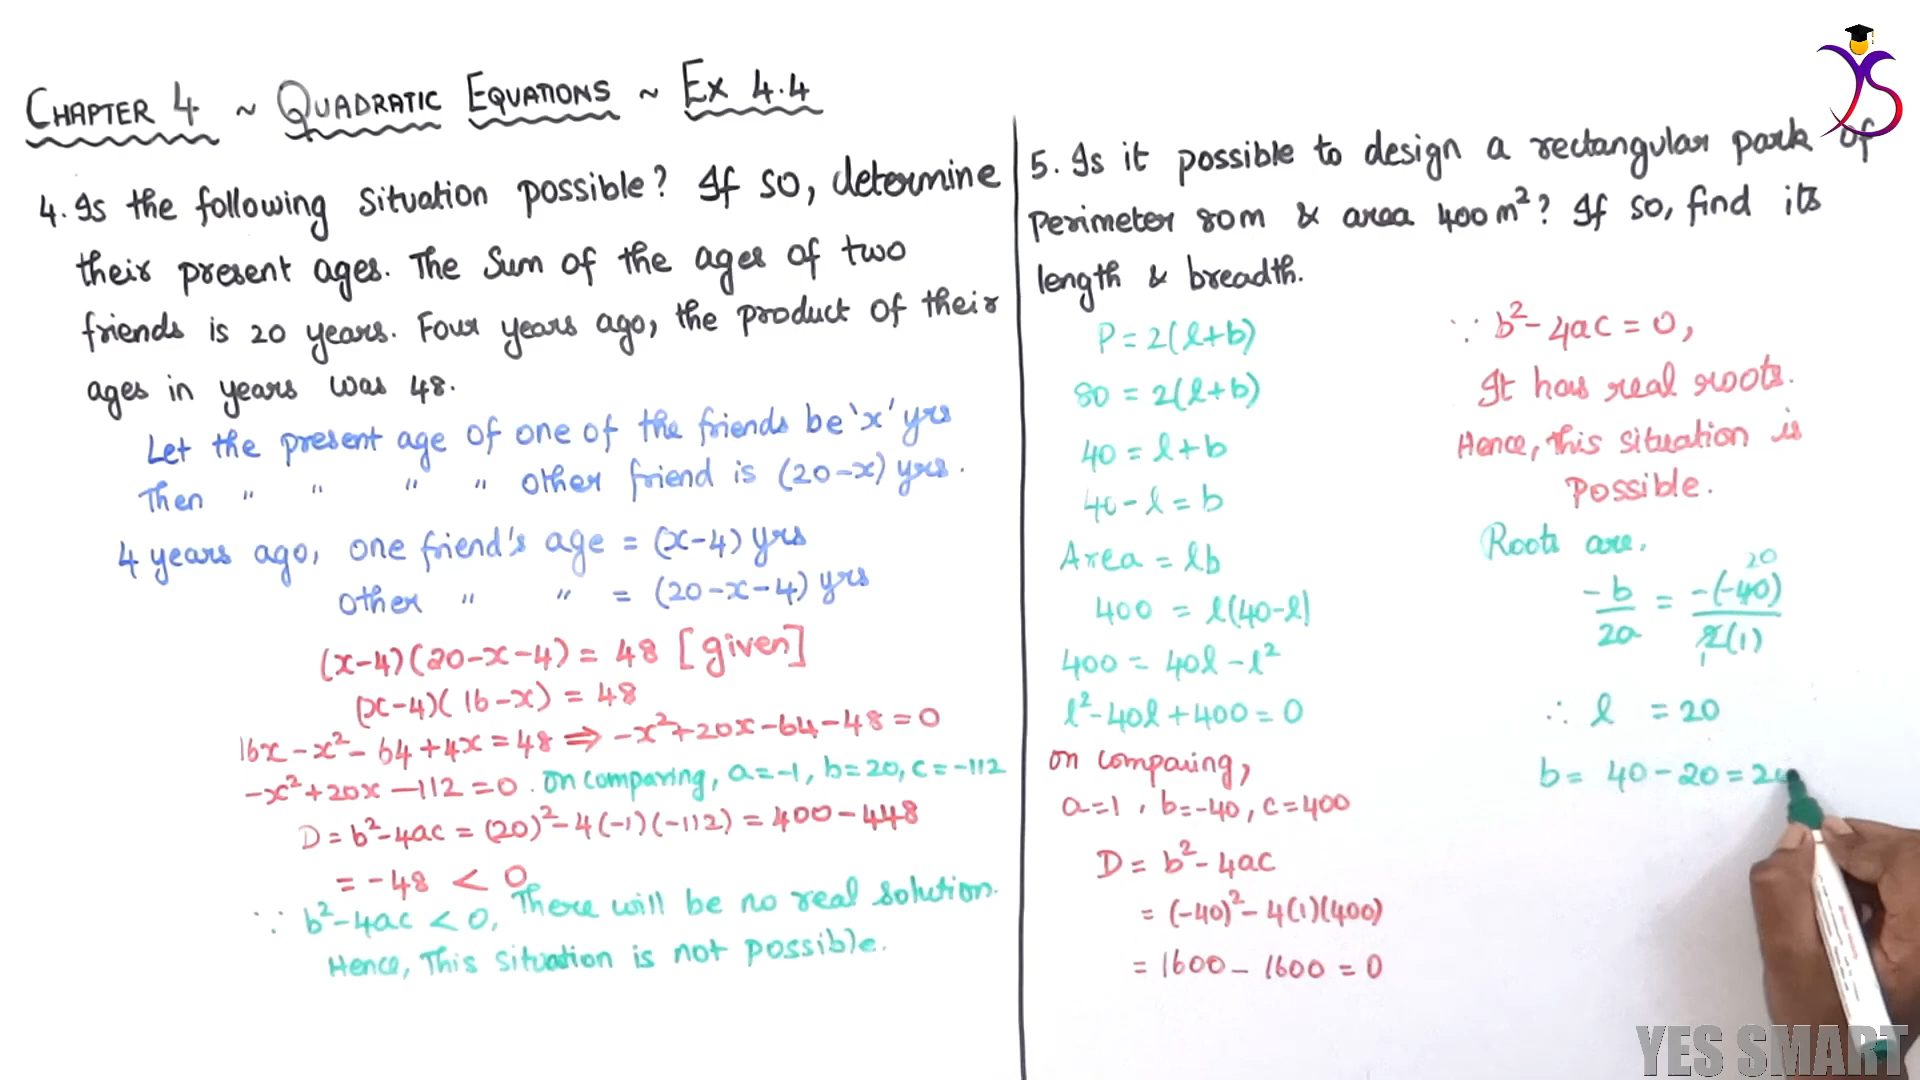 CHAPTER 4 ~ QUADRATIC EQUATIONS ~ Ex 4.4
4. Is the following situation possible? If so, determine
their present ages. The sum of the ages of two
friends is 20 years. Four years ago, the product of their
ages in years was 48.
Let the present age of one of the friends be 'x' yrs
Then " " " " other friend is (20-x) yrs.
4 years ago, one friend's age = (x-4) yrs
Other " " = (20-x-4) yrs
(x-4)(20-x-4) = 48 [given]
(x-4)(16-x) = 48
16x - x² - 64 + 4x = 48 ⇒ -x² + 20x - 64 - 48 = 0
-x² + 20x - 112 = 0. On comparing, a = -1, b = 20, c = -112
D = b² - 4ac = (20)² - 4(-1)(-112) = 400 - 448
= -48 < 0
∵ b² - 4ac < 0, There will be no real solution.
Hence, This situation is not possible.
5. Is it possible to design a rectangular park of
perimeter 80m & area 400m²? If so, find its
length & breadth.
P = 2(l+b)
80 = 2(l+b)
40 = l+b
40 - l = b
Area = lb
400 = l(40-l)
400 = 40l - l²
l² - 40l + 400 = 0
on comparing,
a=1, b=-40, c=400
D = b² - 4ac
= (-40)² - 4(1)(400)
= 1600 - 1600 = 0
∵ b² - 4ac = 0,
It has real roots.
Hence, this situation is
possible.
Roots are,
20
-b/2a = -(-40)/2(1)
1
∴ l = 20
b = 40 - 20 = 20
YS
YES SMART